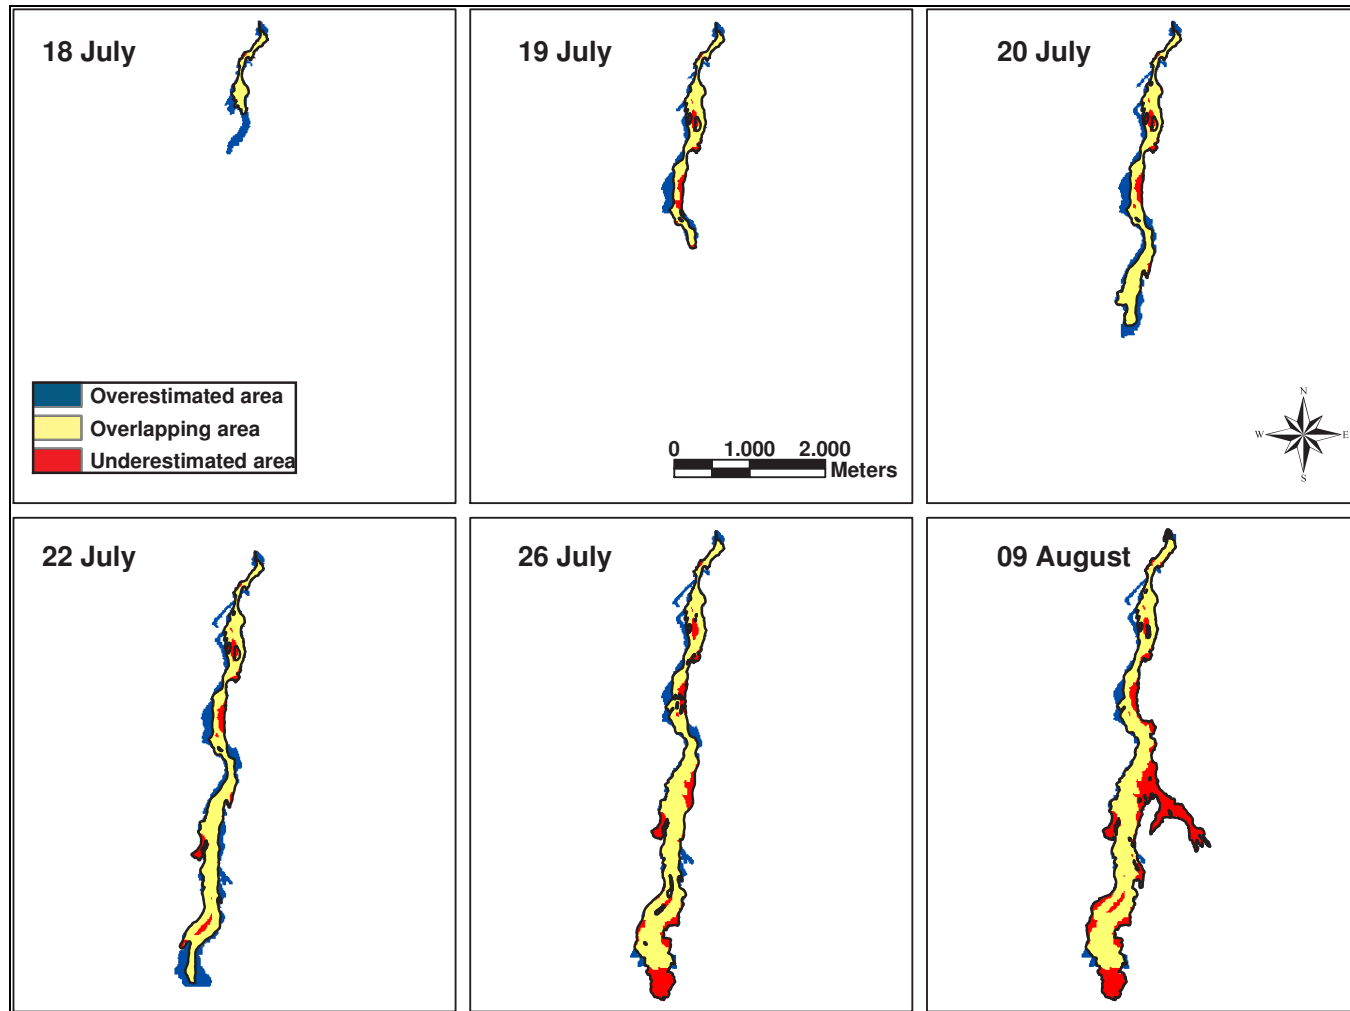 18 July
19 July
20 July
Overestimated area
Overlapping area
Underestimated area
0 1.000 2.000
Meters
N
W E
S
22 July
26 July
09 August